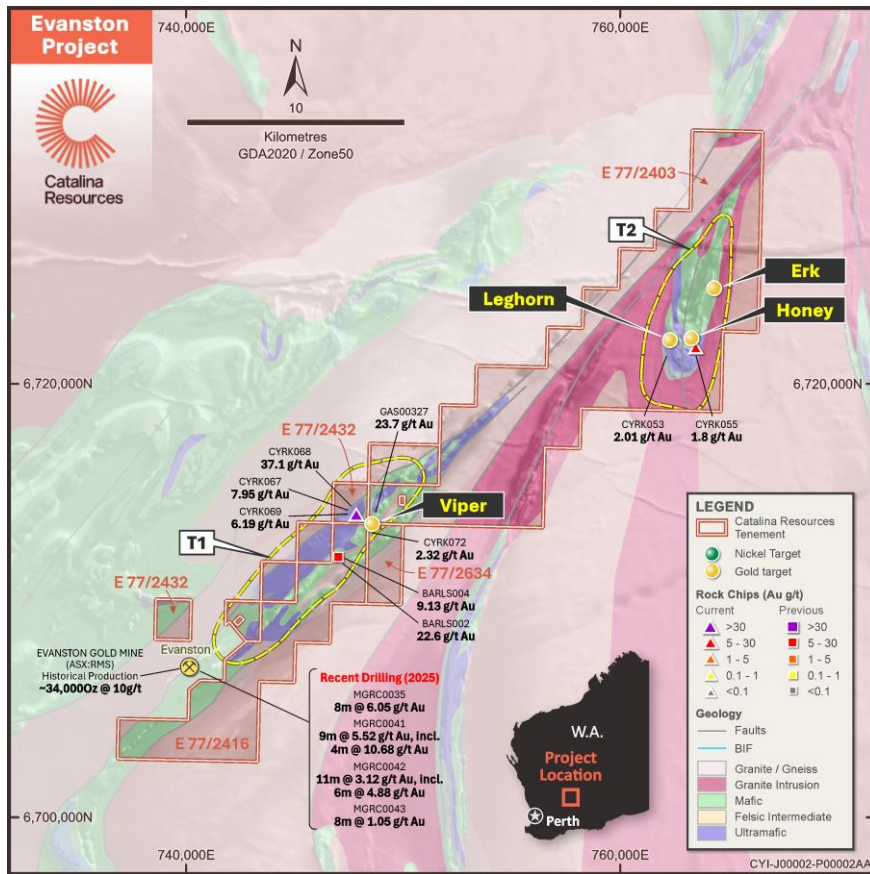 Evanston
Project
Catalina
Resources
740,000E
760,000E
N
10
Kilometres
GDA2020 / Zone50
E 77/2403
T2
Erk
Leghorn
Honey
6,720,000N
6,720,000N
CYRK053
2.01 g/t Au
CYRK055
1.8 g/t Au
GAS00327
23.7 g/t Au
E 77/2432
CYRK068
37.1 g/t Au
CYRK067
7.95 g/t Au
CYRK069
6.19 g/t Au
Viper
T1
CYRK072
2.32 g/t Au
E 77/2634
BARLS004
9.13 g/t Au
BARLS002
22.6 g/t Au
E 77/2432
Evanston
EVANSTON GOLD MINE
(ASX:RMS)
Historical Production
~34,000Oz @ 10g/t
E 77/2416
Recent Drilling (2025)
MGRC0035
8m @ 6.05 g/t Au
MGRC0041
9m @ 5.52 g/t Au, incl.
4m @ 10.68 g/t Au
MGRC0042
11m @ 3.12 g/t Au, incl.
6m @ 4.88 g/t Au
MGRC0043
8m @ 1.05 g/t Au
W.A.
Project
Location
Perth
LEGEND
Catalina Resources
Tenement
Nickel Target
Gold target
Rock Chips (Au g/t)
Current Previous
>30 >30
5 - 30 5 - 30
1 - 5 1 - 5
0.1 - 1 0.1 - 1
<0.1 <0.1
Geology
Faults
BIF
Granite / Gneiss
Granite Intrusion
Mafic
Felsic Intermediate
Ultramafic
6,700,000N
740,000E
760,000E
CYI-J00002-P00002AA